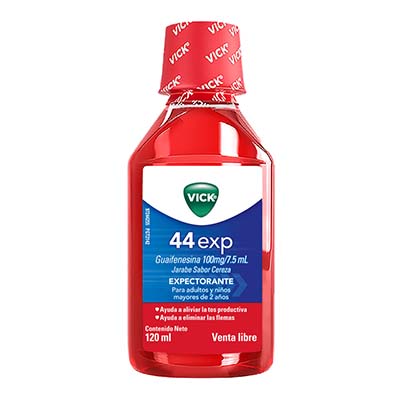 VICK
VICK
44 exp
Guaifenesina 100mg/7.5 mL
Jarabe Sabor Cereza
EXPECTORANTE
Para adultos y niños
mayores de 2 años
• Ayuda a aliviar la tos productiva
• Ayuda a eliminar las flemas
Contenido Neto
120 ml
Venta libre